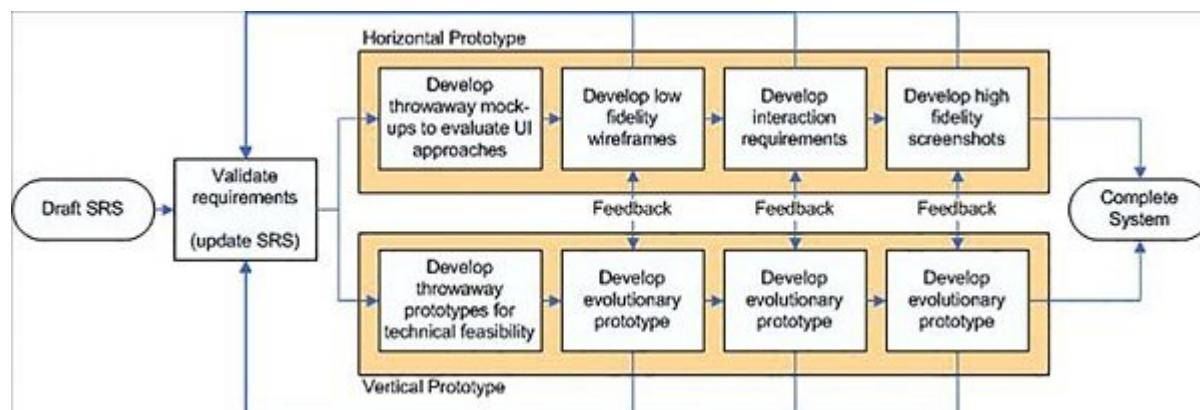 Horizontal Prototype
Develop
throwaway mock-
ups to evaluate UI
approaches
Develop low
fidelity
wireframes
Develop
interaction
requirements
Develop high
fidelity
screenshots
Draft SRS
Validate
requirements
(update SRS)
Feedback
Feedback
Feedback
Complete
System
Develop
throwaway
prototypes for
technical feasibility
Develop
evolutionary
prototype
Develop
evolutionary
prototype
Develop
evolutionary
prototype
Vertical Prototype